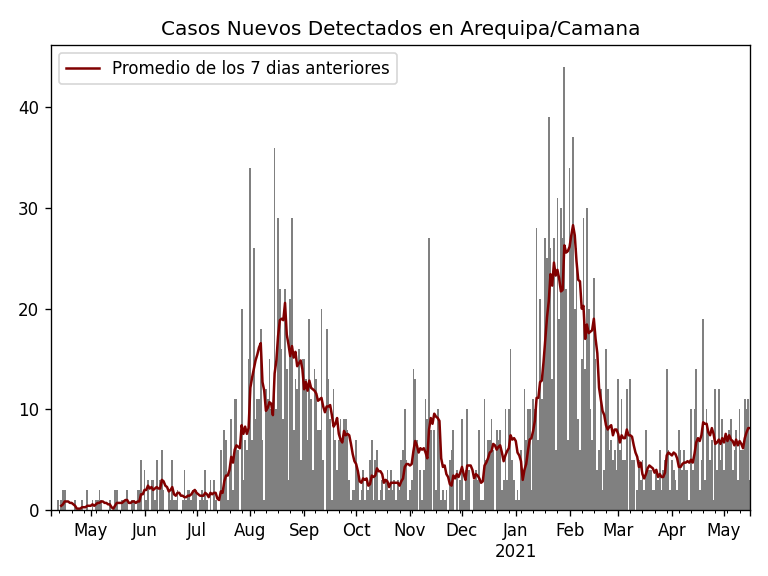 Casos Nuevos Detectados en Arequipa/Camana
Promedio de los 7 dias anteriores
40
30
20
10
0
May Jun Jul Aug Sep Oct Nov Dec Jan Feb Mar Apr May
2021